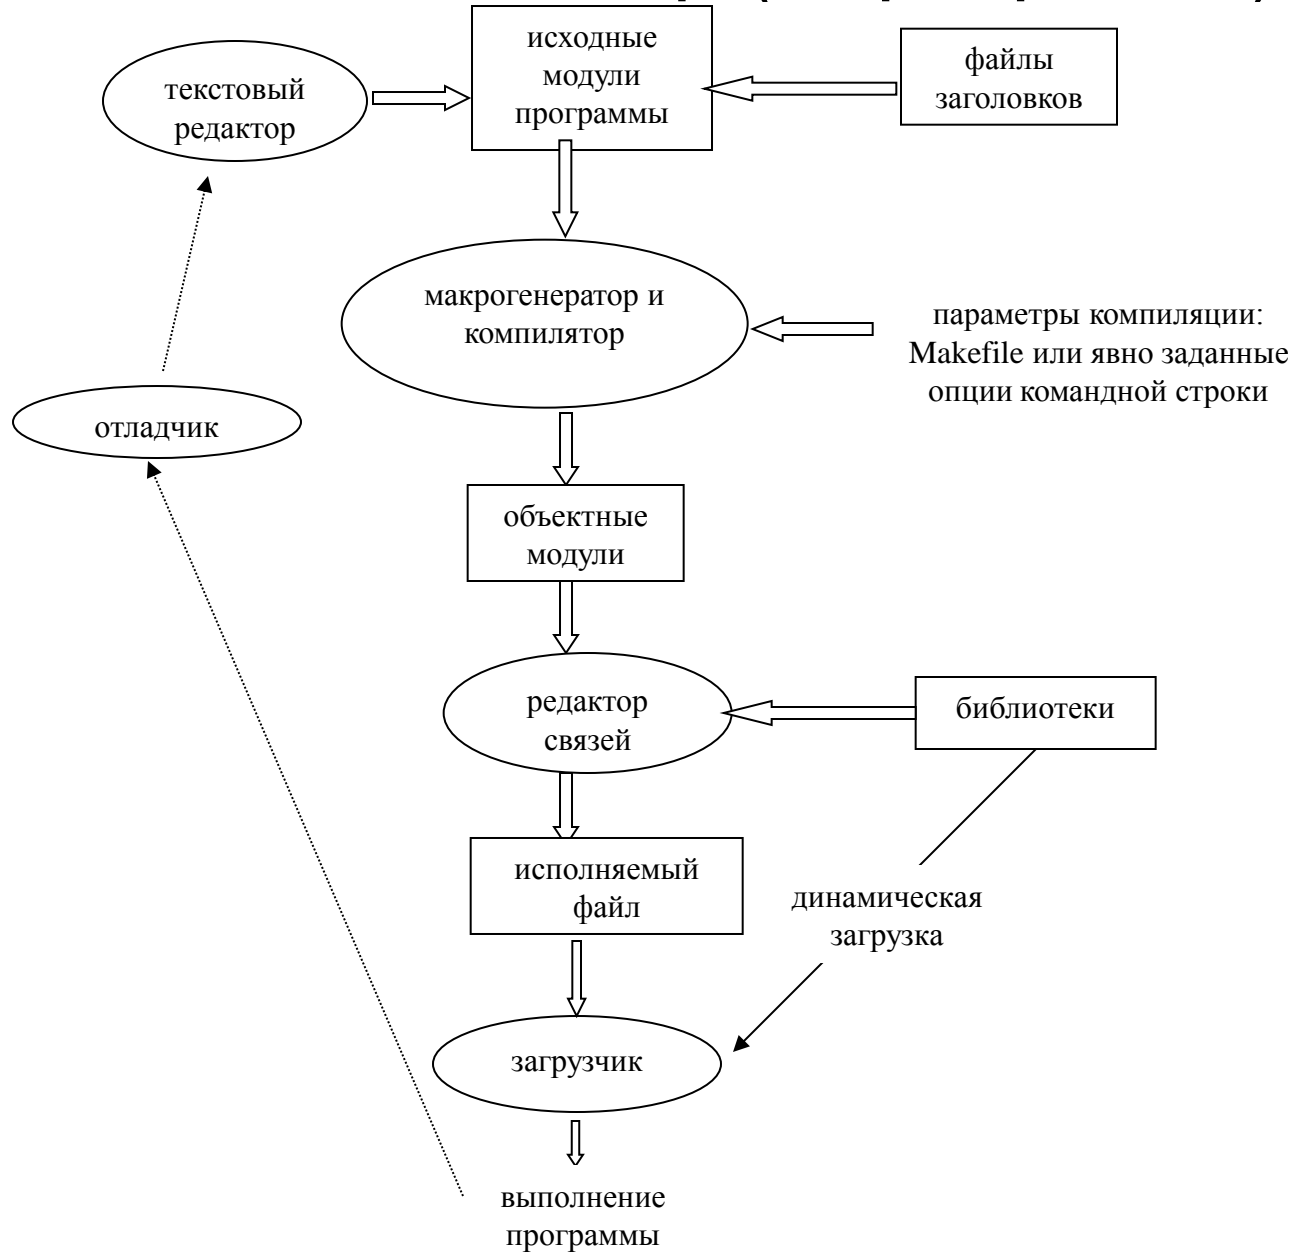 исходные
модули
программы
файлы
заголовков
текстовый
редактор
макрогенератор и
компилятор
параметры компиляции:
Makefile или явно заданные
опции командной строки
отладчик
объектные
модули
редактор
связей
библиотеки
исполняемый
файл
динамическая
загрузка
загрузчик
выполнение
программы